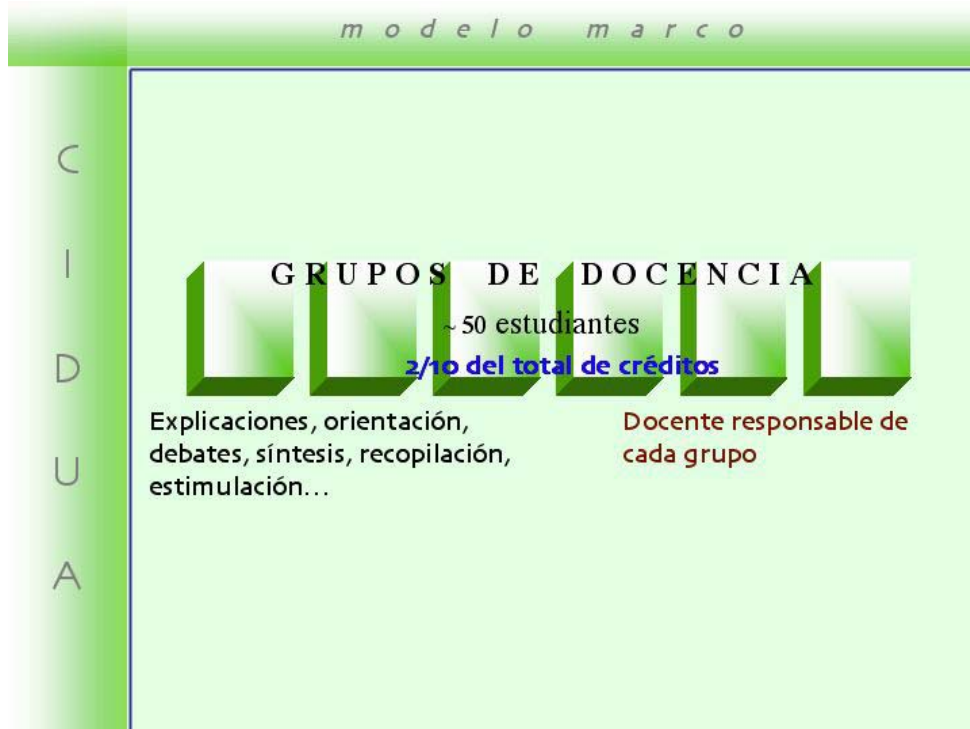 modelo marco
C
I
D
U
A
GRUPOS DE DOCENCIA
~ 50 estudiantes
2/10 del total de créditos
Explicaciones, orientación,
debates, síntesis, recopilación,
estimulación...
Docente responsable de
cada grupo